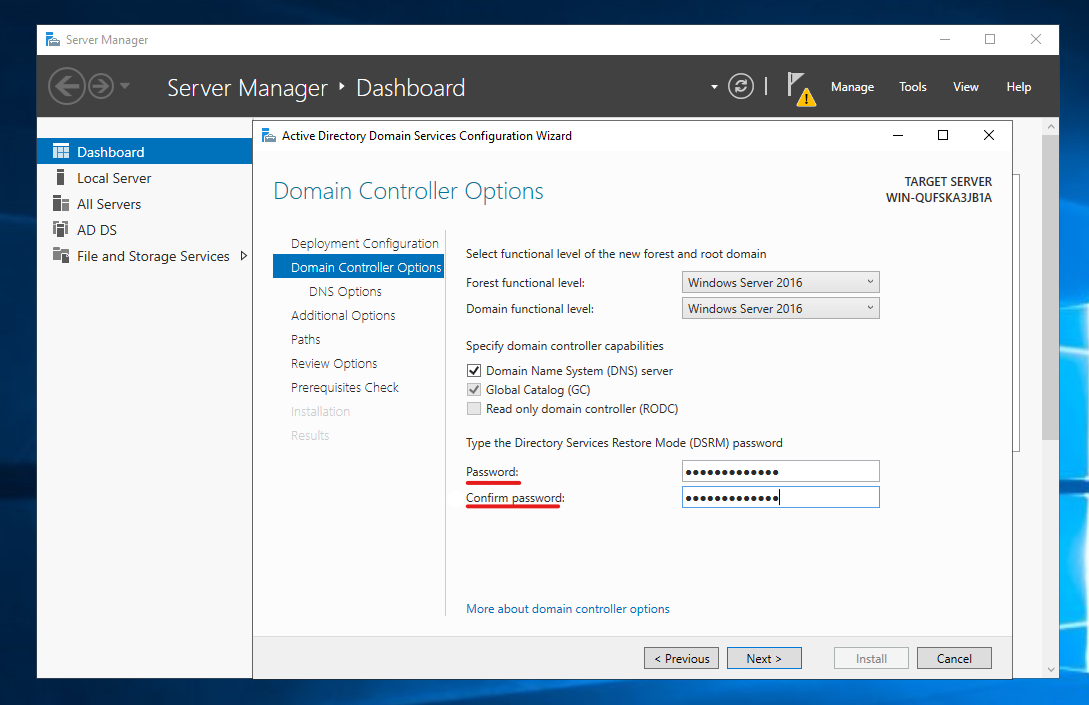 Server Manager
Server Manager ‣ Dashboard
Manage Tools View Help
Dashboard
Local Server
All Servers
AD DS
File and Storage Services
Active Directory Domain Services Configuration Wizard
Domain Controller Options
TARGET SERVER
WIN-QUFSKA3JB1A
Deployment Configuration
Domain Controller Options
DNS Options
Additional Options
Paths
Review Options
Prerequisites Check
Installation
Results
Select functional level of the new forest and root domain
Forest functional level: Windows Server 2016
Domain functional level: Windows Server 2016
Specify domain controller capabilities
Domain Name System (DNS) server
Global Catalog (GC)
Read only domain controller (RODC)
Type the Directory Services Restore Mode (DSRM) password
Password: •••••••••••••
Confirm password: •••••••••••••
More about domain controller options
< Previous Next > Install Cancel